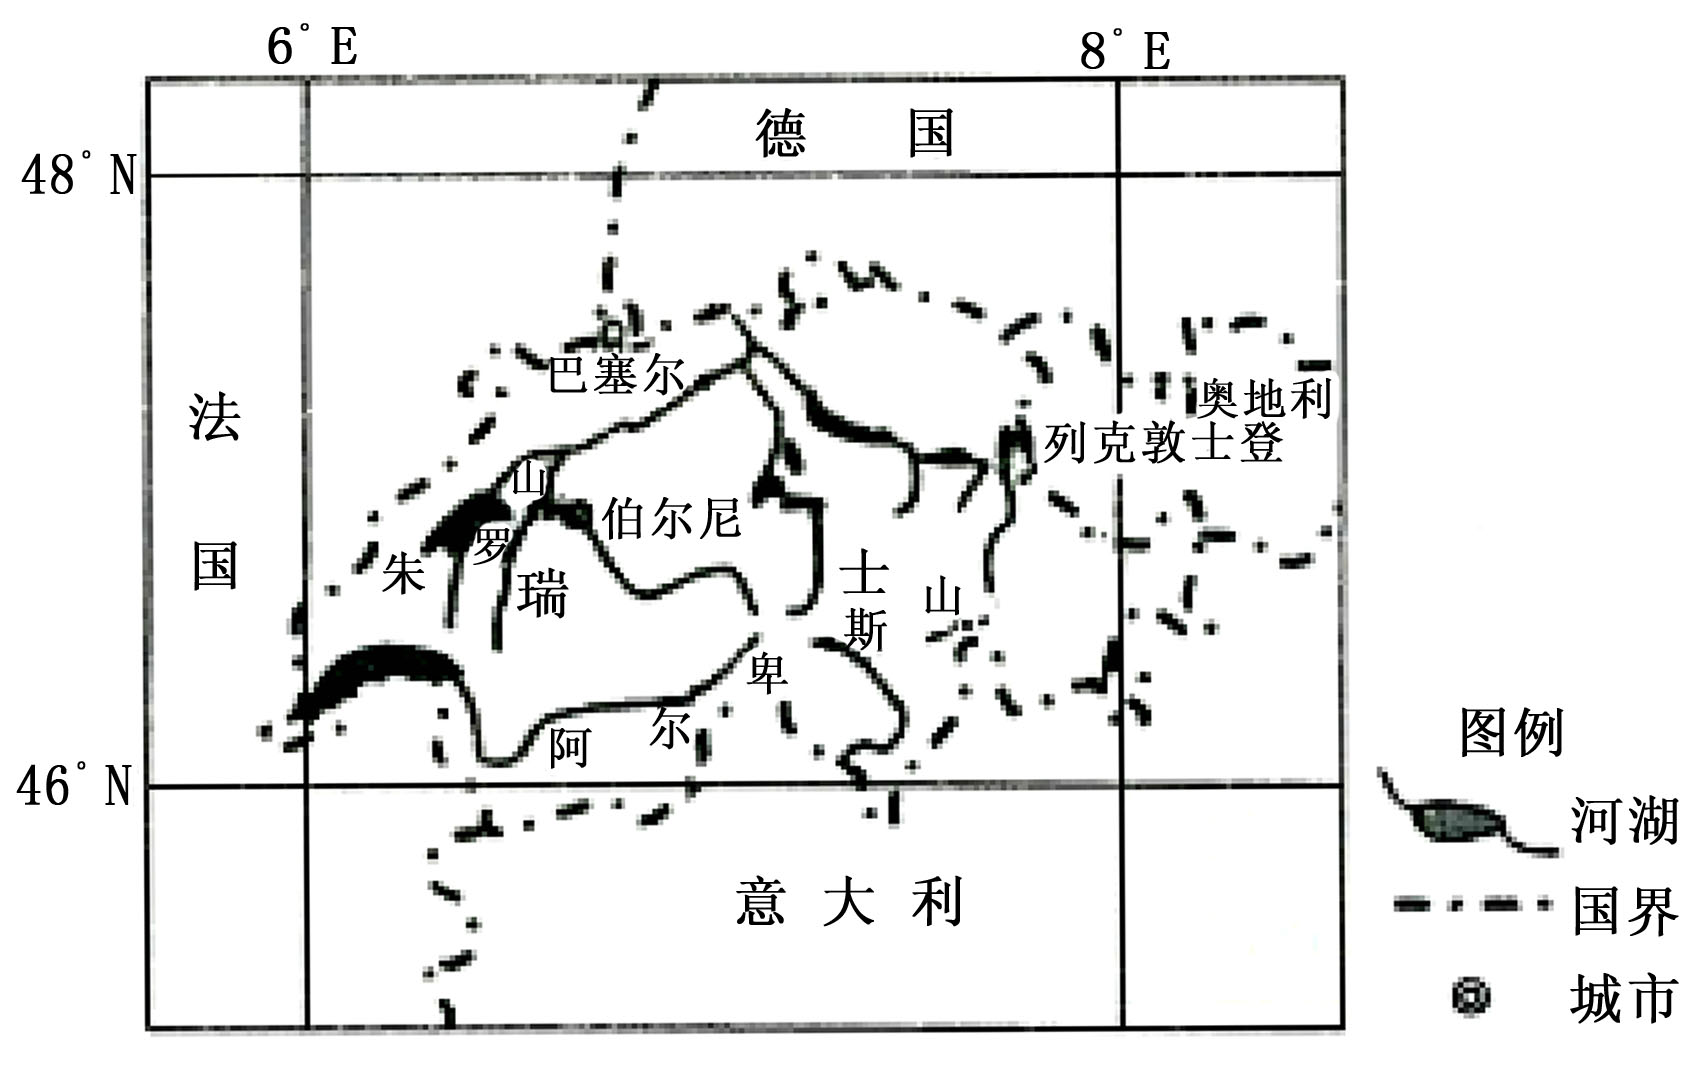 6°E
8°E
德国
48°N
巴塞尔
奥地利
法国
列克敦士登
山
罗
朱
伯尔尼
瑞
士
斯
山
卑
尔
阿
46°N
意大利
图例
河湖
国界
城市